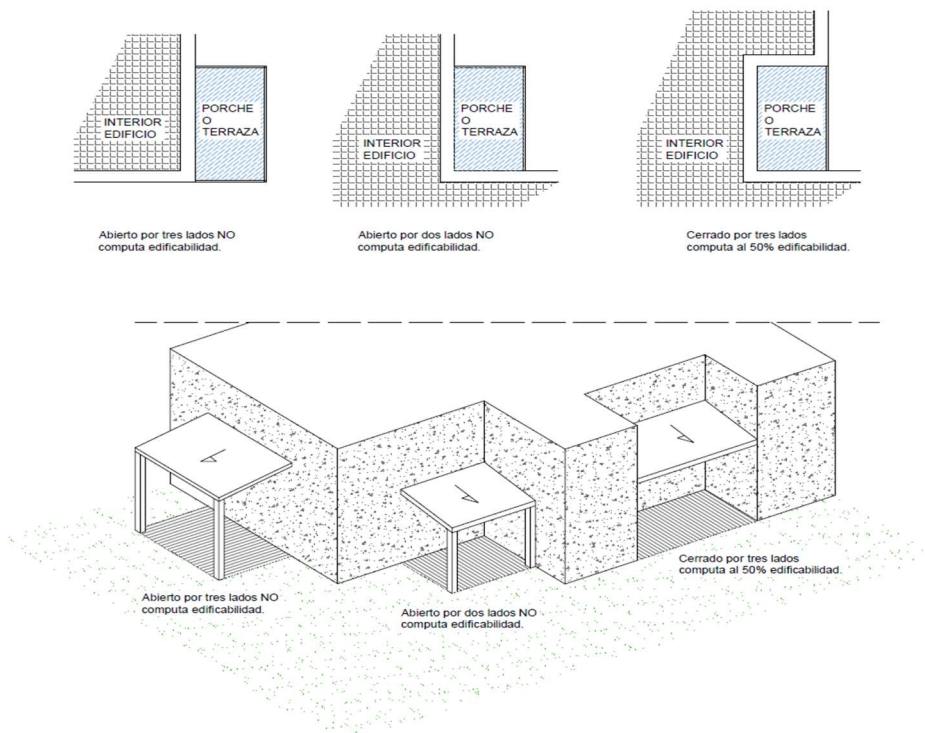 INTERIOR
EDIFICIO
PORCHE
O
TERRAZA
INTERIOR
EDIFICIO
PORCHE
O
TERRAZA
INTERIOR
EDIFICIO
PORCHE
O
TERRAZA
Abierto por tres lados NO
computa edificabilidad.
Abierto por dos lados NO
computa edificabilidad.
Cerrado por tres lados
computa al 50% edificabilidad.
Abierto por tres lados NO
computa edificabilidad.
Abierto por dos lados NO
computa edificabilidad.
Cerrado por tres lados
computa al 50% edificabilidad.